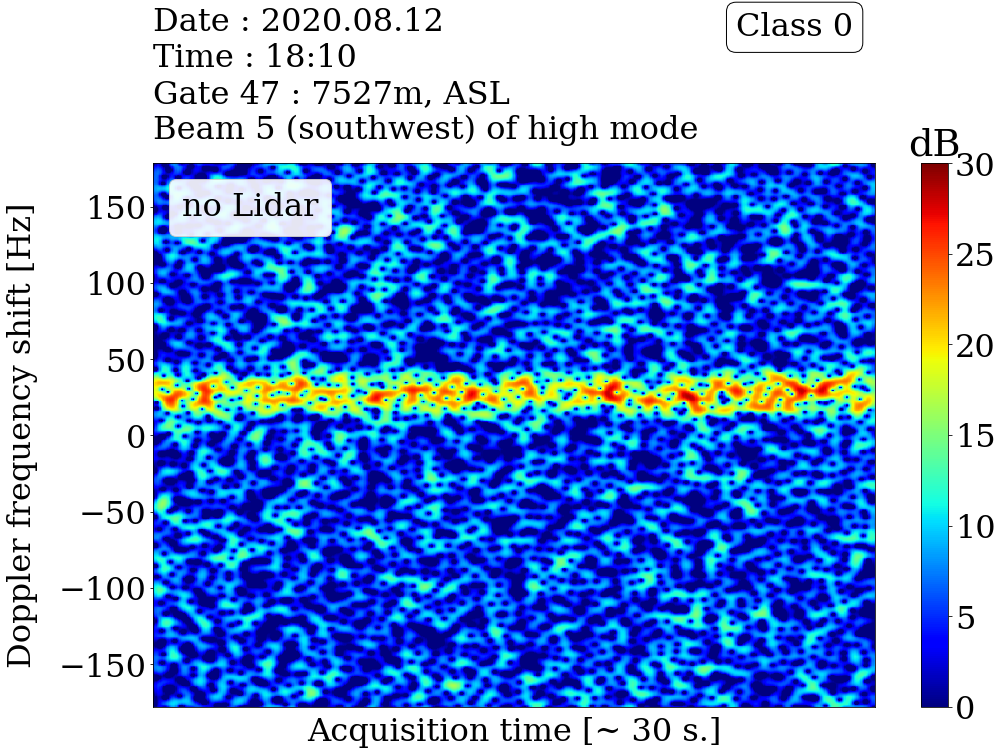 Date : 2020.08.12
Time : 18:10
Gate 47 : 7527m, ASL
Beam 5 (southwest) of high mode
Class 0
no Lidar
dB
30
25
20
15
10
5
0
Doppler frequency shift [Hz]
150
100
50
0
−50
−100
−150
Acquisition time [~ 30 s.]